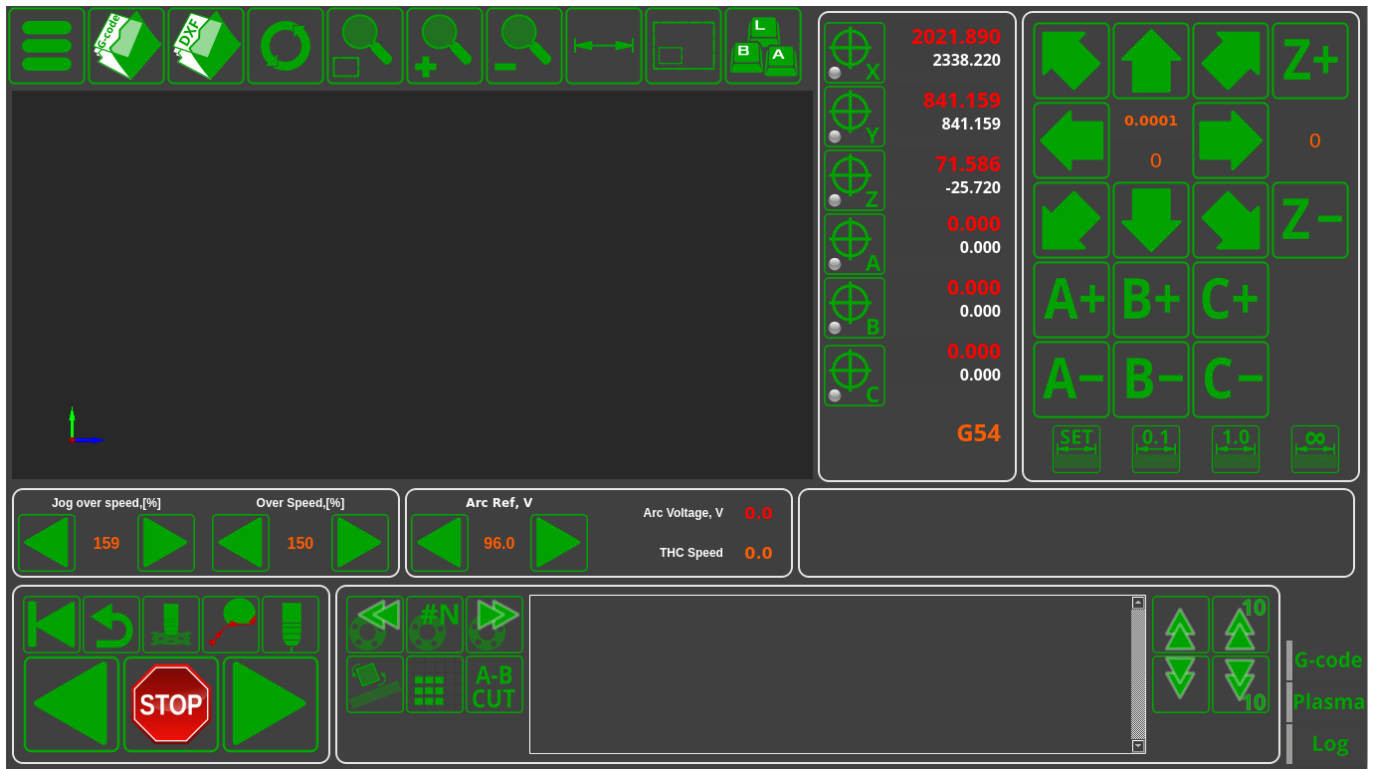 G-code
DXF
L
B A
X
2021.890
2338.220
Y
841.159
841.159
Z
71.586
-25.720
A
0.000
0.000
B
0.000
0.000
C
0.000
0.000
G54
Z+
0.0001
0
0
Z-
A+ B+ C+
A- B- C-
SET 0.1 1.0 ∞
Jog over speed,[%]
159
Over Speed,[%]
150
Arc Ref, V
96.0
Arc Voltage, V 0.0
THC Speed 0.0
STOP
#N
A-B
CUT
10
10
G-code
Plasma
Log